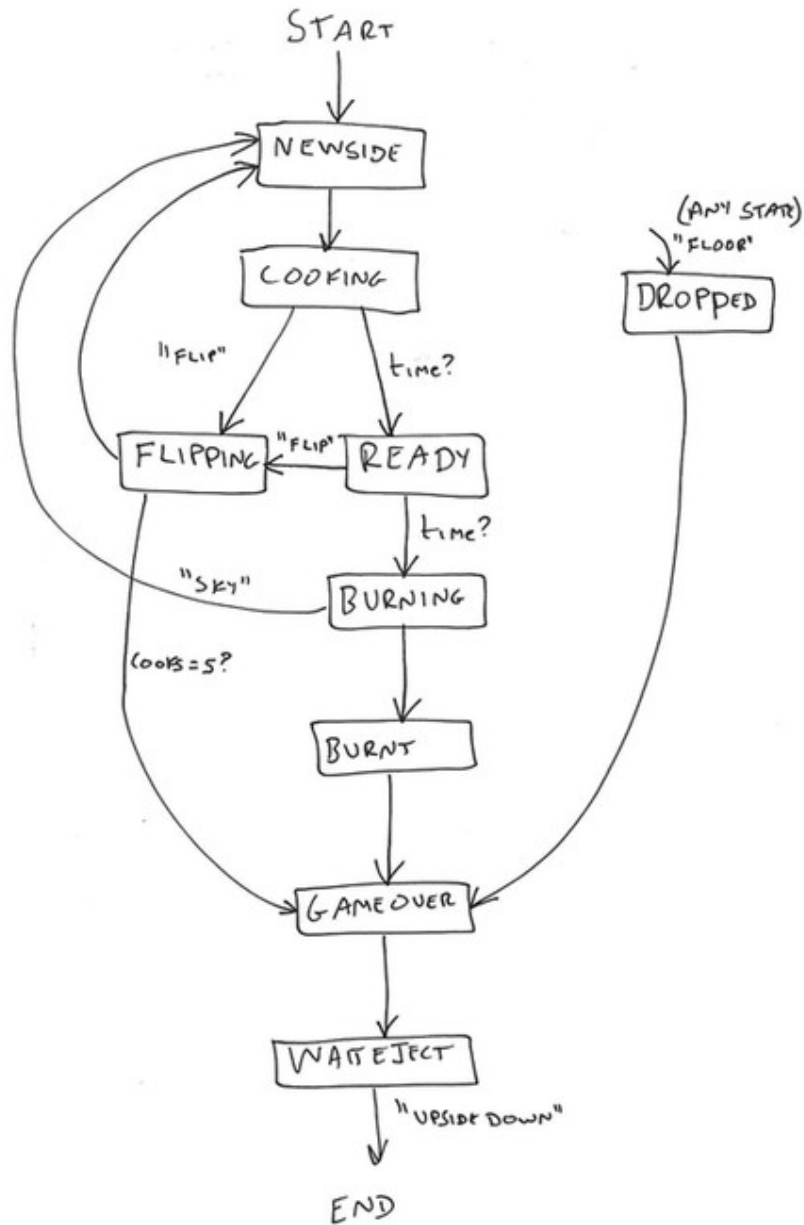 START
NEWSIDE
(ANY STATE)
"FLOOR"
COOKING
DROPPED
"FLIP"
time?
FLIPPING
"FLIP"
READY
time?
"SKY"
BURNING
COOKS=5?
BURNT
GAMEOVER
WAITEJECT
"UPSIDE DOWN"
END